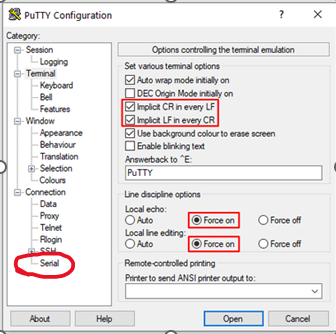 PuTTY Configuration
Category:
Session
Logging
Terminal
Keyboard
Bell
Features
Window
Appearance
Behaviour
Translation
Selection
Colours
Connection
Data
Proxy
Telnet
Rlogin
SSH
Serial
Options controlling the terminal emulation
Set various terminal options
Auto wrap mode initially on
DEC Origin Mode initially on
Implicit CR in every LF
Implicit LF in every CR
Use background colour to erase screen
Enable blinking text
Answerback to ^E:
PuTTY
Line discipline options
Local echo:
Auto Force on Force off
Local line editing:
Auto Force on Force off
Remote-controlled printing
Printer to send ANSI printer output to:
About Help Open Cancel